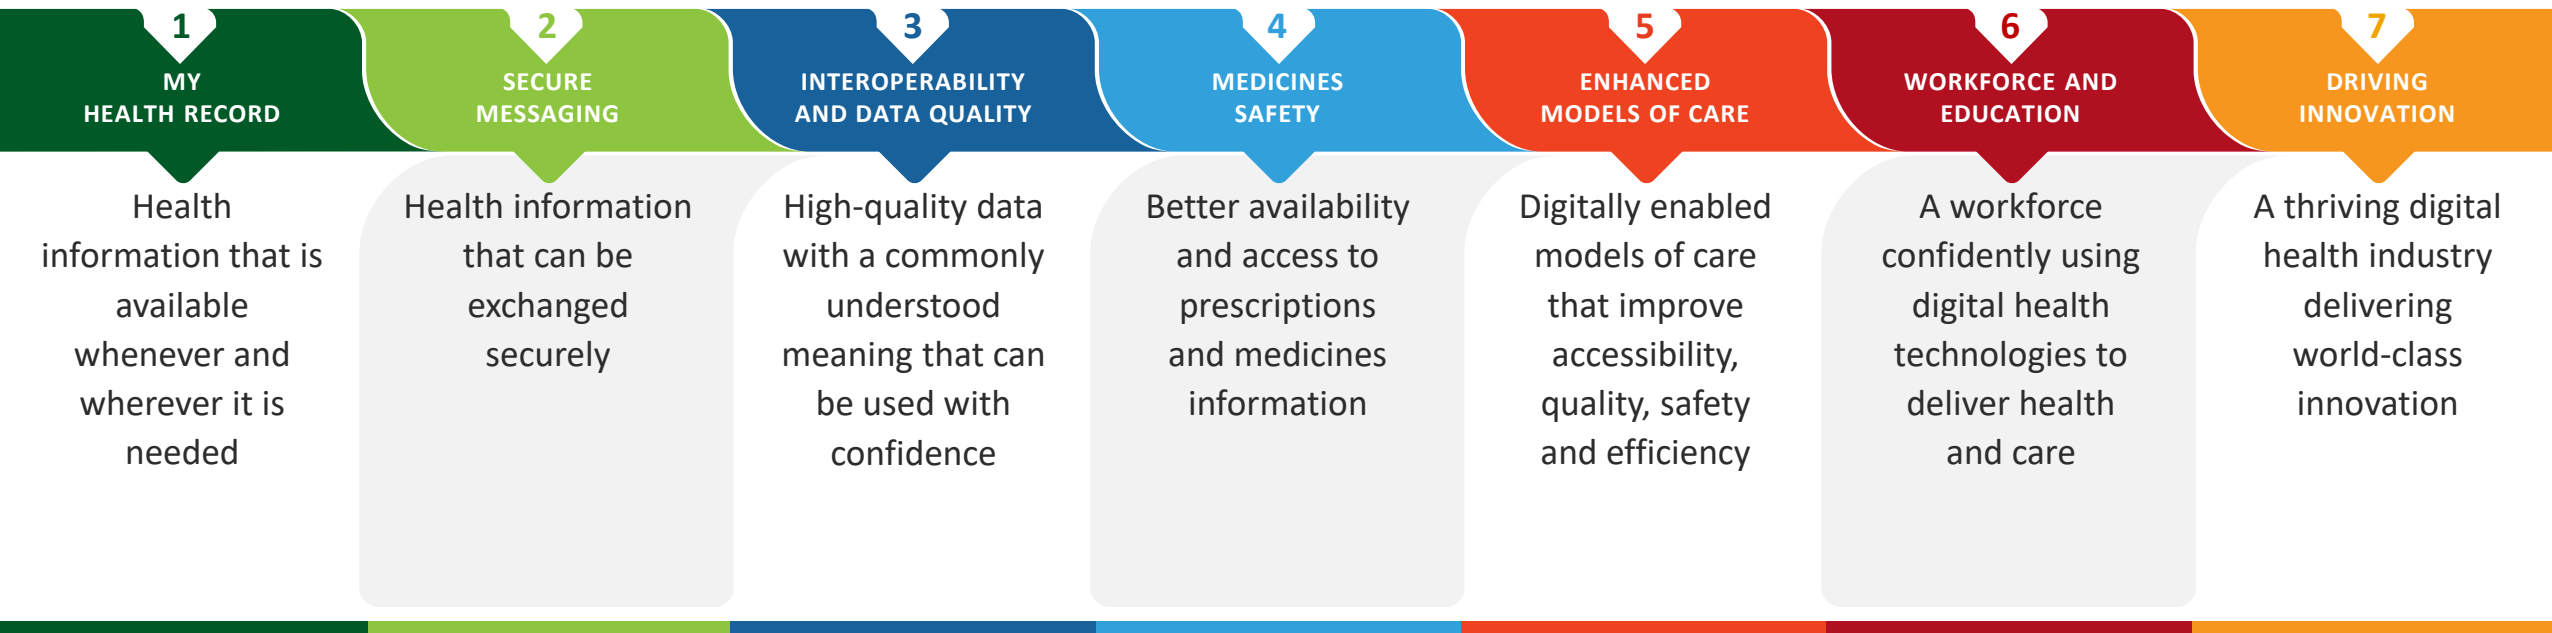 1
MY
HEALTH RECORD
Health
information that is
available
whenever and
wherever it is
needed
2
SECURE
MESSAGING
Health information
that can be
exchanged
securely
3
INTEROPERABILITY
AND DATA QUALITY
High-quality data
with a commonly
understood
meaning that can
be used with
confidence
4
MEDICINES
SAFETY
Better availability
and access to
prescriptions
and medicines
information
5
ENHANCED
MODELS OF CARE
Digitally enabled
models of care
that improve
accessibility,
quality, safety
and efficiency
6
WORKFORCE AND
EDUCATION
A workforce
confidently using
digital health
technologies to
deliver health
and care
7
DRIVING
INNOVATION
A thriving digital
health industry
delivering
world-class
innovation